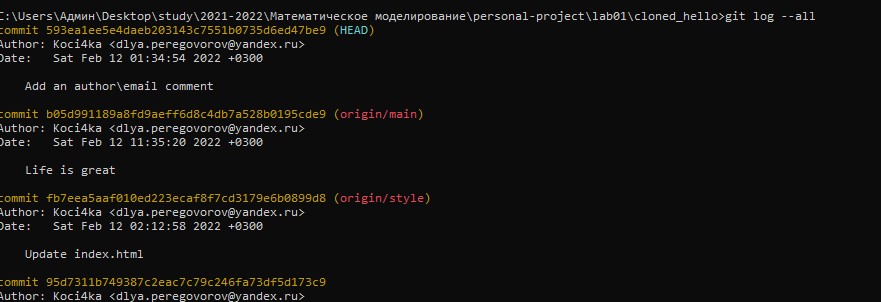 C:\Users\Админ\Desktop\study\2021-2022\Математическое моделирование\personal-project\lab01\cloned_hello>git log --all
commit 593ea1ee5e4daeb203143c7551b0735d6ed47be9 (HEAD)
Author: Koci4ka <dlya.peregovorov@yandex.ru>
Date:   Sat Feb 12 01:34:54 2022 +0300
Add an author\email comment
commit b05d991189a8fd9aeff6d8c4db7a528b0195cde9 (origin/main)
Author: Koci4ka <dlya.peregovorov@yandex.ru>
Date:   Sat Feb 12 11:35:20 2022 +0300
Life is great
commit fb7eea5aaf010ed223ecaf8f7cd3179e6b0899d8 (origin/style)
Author: Koci4ka <dlya.peregovorov@yandex.ru>
Date:   Sat Feb 12 02:12:58 2022 +0300
Update index.html
commit 95d7311b749387c2eac7c79c246fa73df5d173c9
Author: Koci4ka <dlya.peregovorov@yandex.ru>